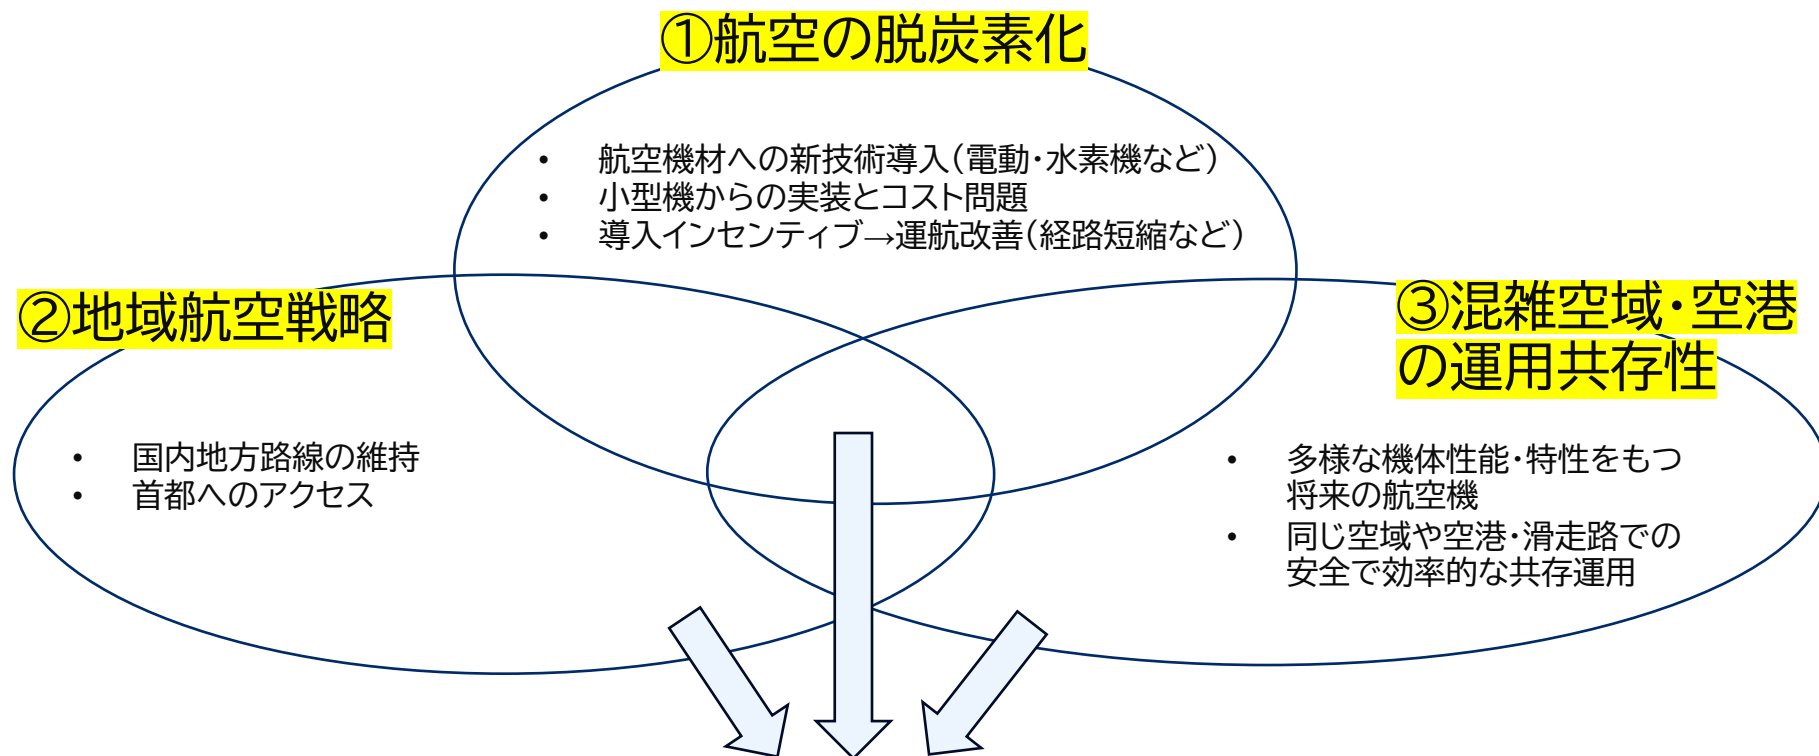 ①航空の脱炭素化
• 航空機材への新技術導入（電動・水素機など）
• 小型機からの実装とコスト問題
• 導入インセンティブ→運航改善（経路短縮など）
②地域航空戦略
• 国内地方路線の維持
• 首都へのアクセス
③混雑空域・空港
の運用共存性
• 多様な機体性能・特性をもつ
将来の航空機
• 同じ空域や空港・滑走路での
安全で効率的な共存運用